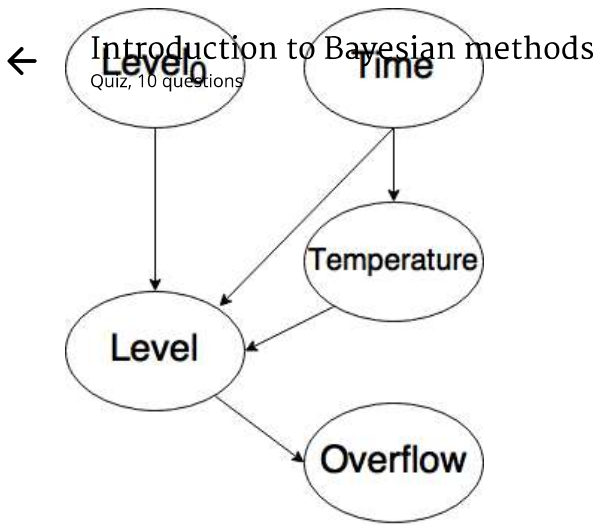 Introduction to Bayesian methods
Level0
Time
Quiz, 10 questions
Temperature
Level
Overflow